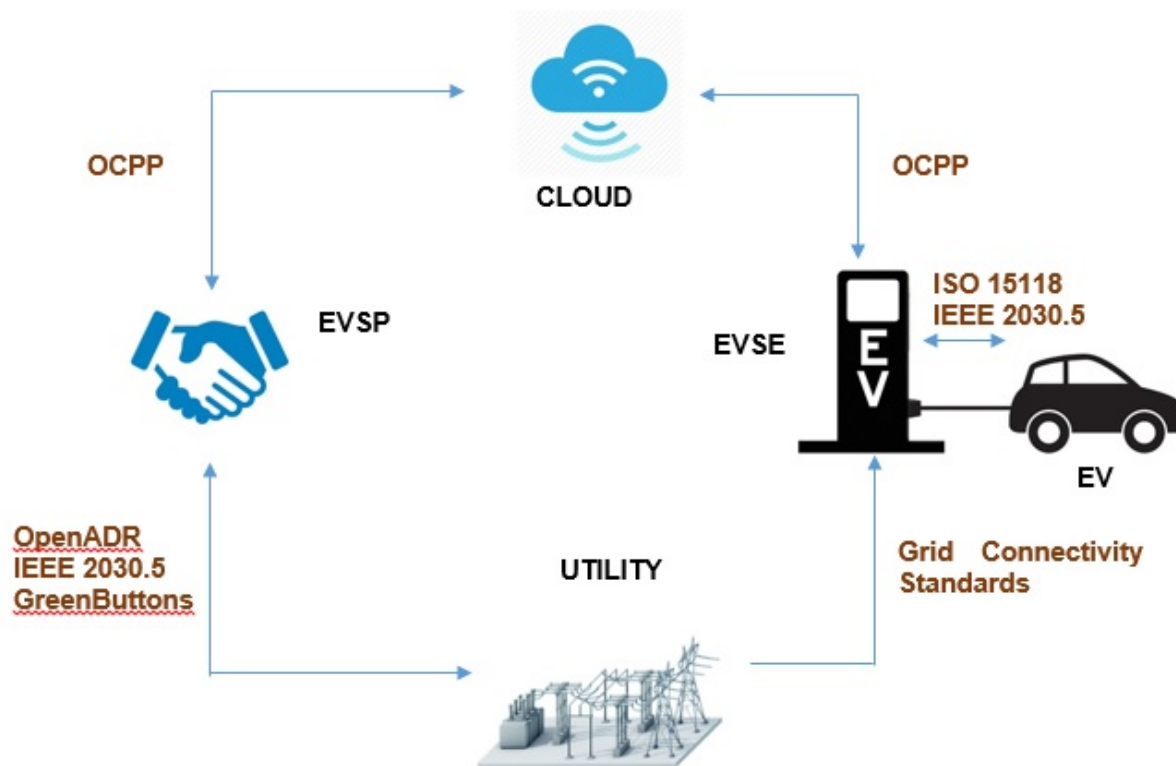 OCPP
CLOUD
OCPP
EVSP
EVSE
ISO 15118
IEEE 2030.5
EV
EV
OpenADR
IEEE 2030.5
GreenButtons
UTILITY
Grid Connectivity
Standards